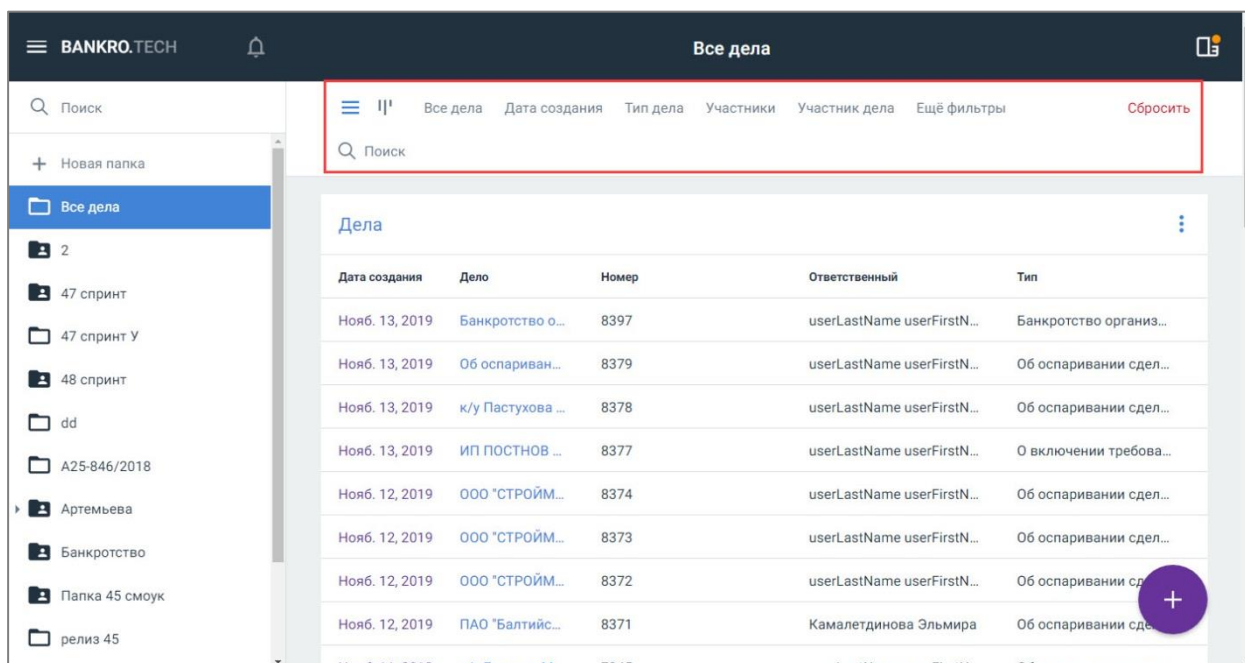 BANKRO.TECH
Все дела
Поиск
Новая папка
Все дела
2
47 спринт
47 спринт У
48 спринт
dd
А25-846/2018
Артемьева
Банкротство
Папка 45 смоук
релиз 45
Все дела Дата создания Тип дела Участники Участник дела Ещё фильтры Сбросить
Поиск
Дела
Дата создания Дело Номер Ответственный Тип
Нояб. 13, 2019 Банкротство о... 8397 userLastName userFirstN... Банкротство организ...
Нояб. 13, 2019 Об оспариван... 8379 userLastName userFirstN... Об оспаривании сдел...
Нояб. 13, 2019 к/у Пастухова ... 8378 userLastName userFirstN... Об оспаривании сдел...
Нояб. 13, 2019 ИП ПОСТНОВ ... 8377 userLastName userFirstN... О включении требова...
Нояб. 12, 2019 ООО "СТРОЙМ... 8374 userLastName userFirstN... Об оспаривании сдел...
Нояб. 12, 2019 ООО "СТРОЙМ... 8373 userLastName userFirstN... Об оспаривании сдел...
Нояб. 12, 2019 ООО "СТРОЙМ... 8372 userLastName userFirstN... Об оспаривании
Нояб. 12, 2019 ПАО "Балтийс... 8371 Камалетдинова Эльмира Об оспаривании